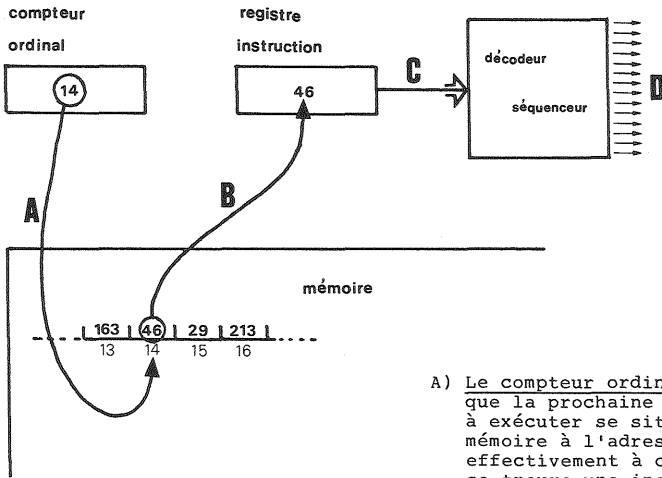 compteur
ordinal
registre
instruction
14
46
C
décodeur
séquenceur
D
A
B
mémoire
163 46 29 213
13 14 15 16
A) Le compteur ordin
que la prochaine
à exécuter se sit
mémoire à l'adres
effectivement à c